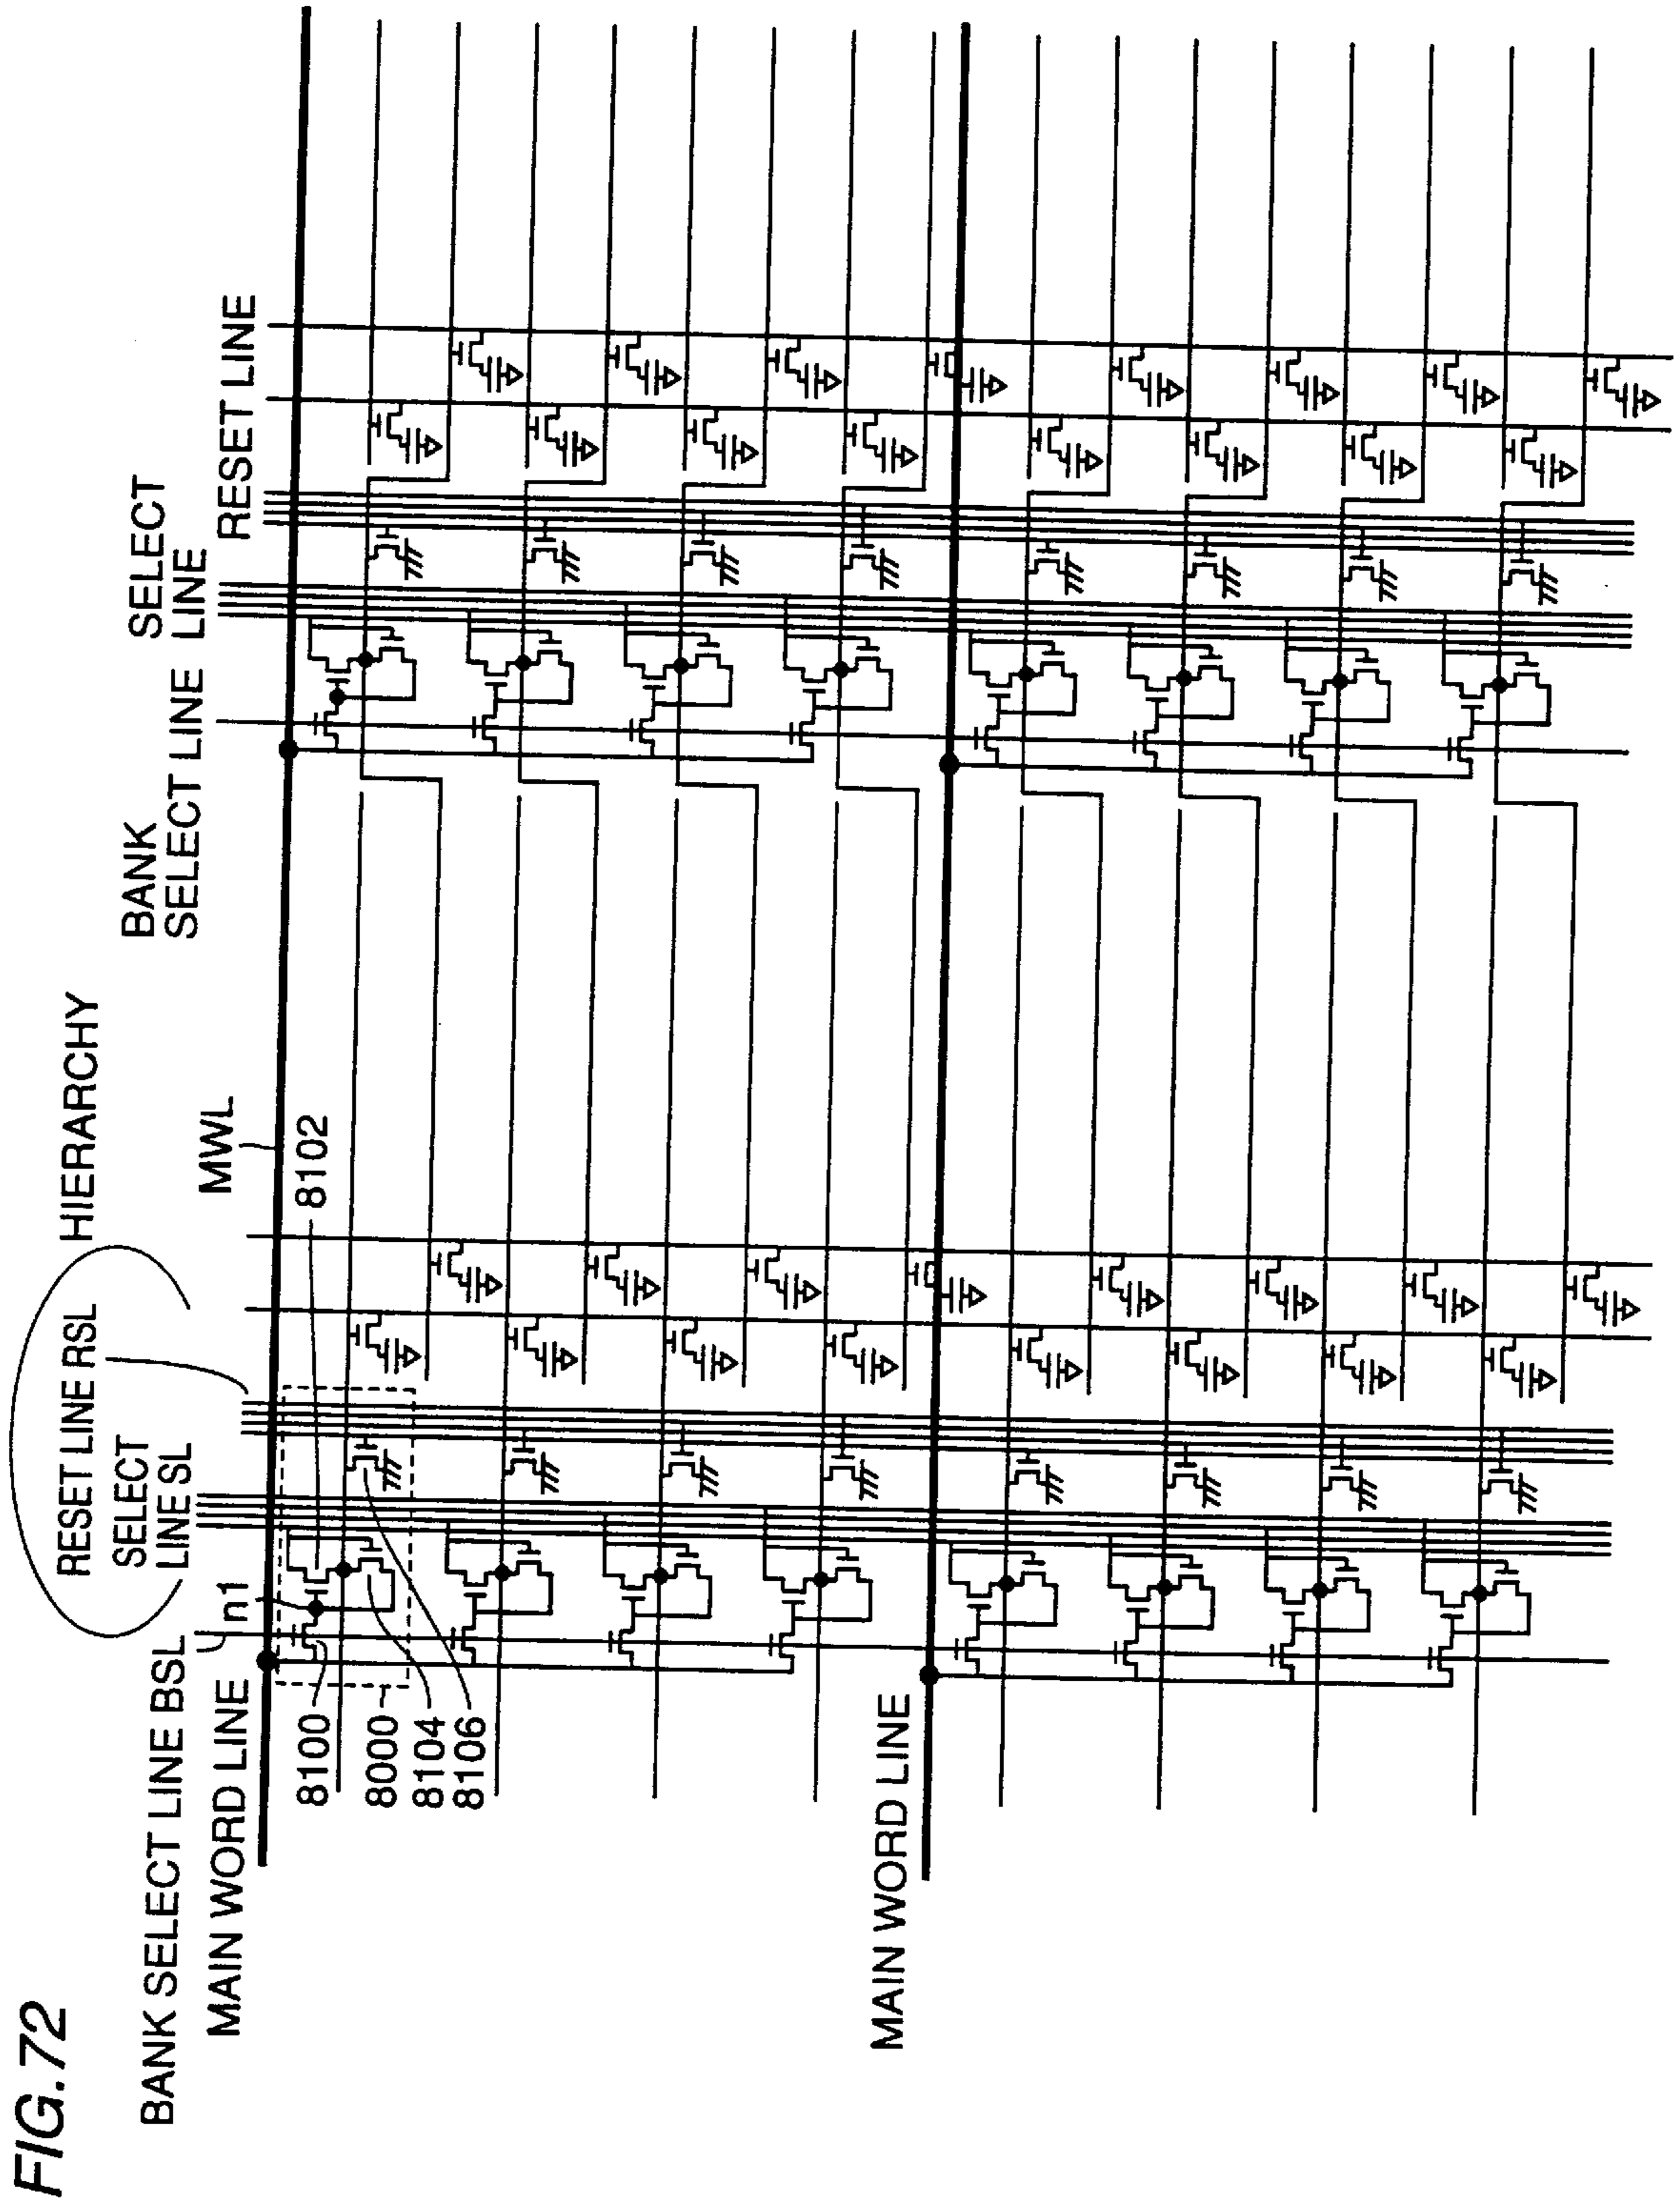 FIG. 72
BANK SELECT LINE BSL
MAIN WORD LINE
n1
RESET LINE RSL
SELECT
LINE SL
HIERARCHY
MWL
8102
8100
8000
8104
8106
BANK
SELECT LINE
SELECT
LINE
RESET LINE
MAIN WORD LINE